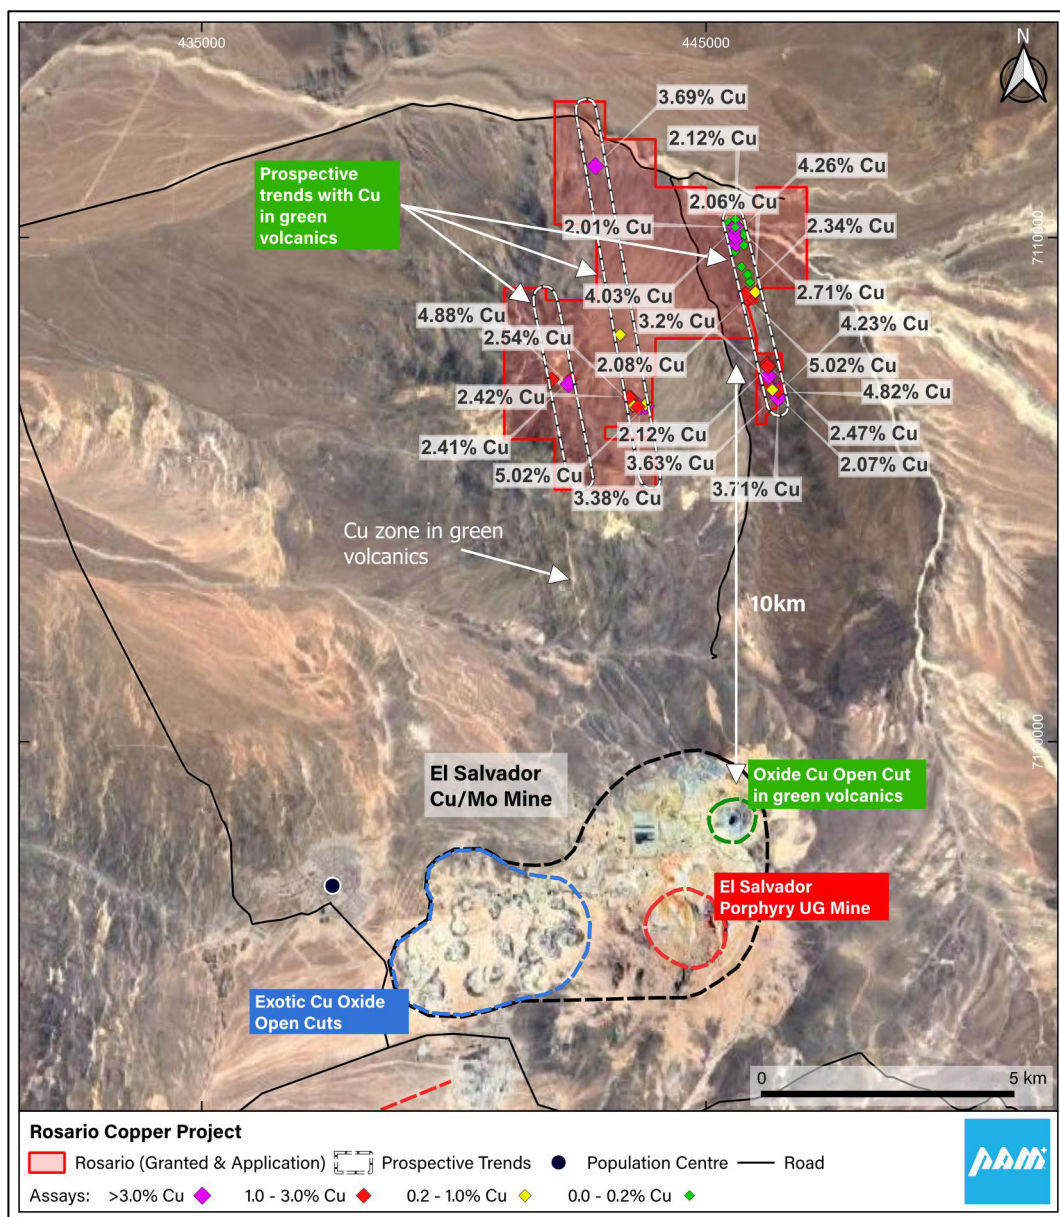 435000
445000
N
3.69% Cu
2.12% Cu
4.26% Cu
Prospective
trends with Cu
in green
volcanics
2.06% Cu
2.01% Cu
2.34% Cu
7110000
4.03% Cu
2.71% Cu
4.88% Cu
3.2% Cu
4.23% Cu
2.54% Cu
2.08% Cu
5.02% Cu
2.42% Cu
4.82% Cu
2.41% Cu
2.12% Cu
2.47% Cu
5.02% Cu
3.63% Cu
2.07% Cu
3.38% Cu
3.71% Cu
Cu zone in green
volcanics
10km
7100000
El Salvador
Cu/Mo Mine
Oxide Cu Open Cut
in green volcanics
El Salvador
Porphyry UG Mine
Exotic Cu Oxide
Open Cuts
0
5 km
Rosario Copper Project
Rosario (Granted & Application)
Prospective Trends
Population Centre
Road
Assays:
>3.0% Cu
1.0 - 3.0% Cu
0.2 - 1.0% Cu
0.0 - 0.2% Cu
PAM+